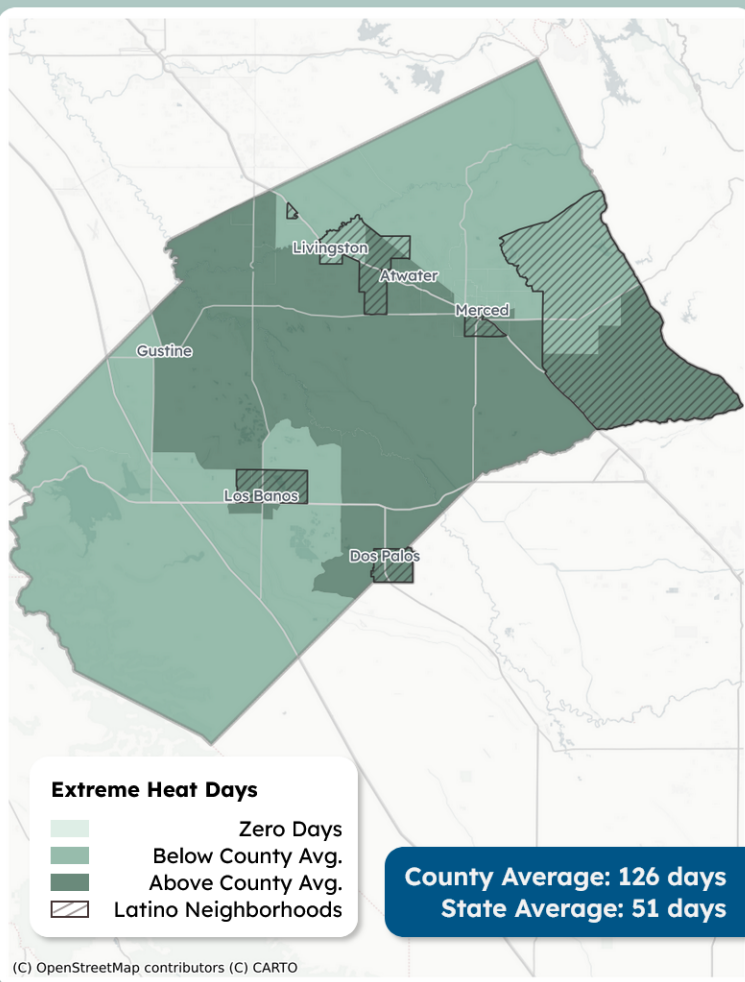 Livingston
Atwater
Merced
Gustine
Los Banos
Dos Palos
Extreme Heat Days
Zero Days
Below County Avg.
Above County Avg.
Latino Neighborhoods
County Average: 126 days
State Average: 51 days
(C) OpenStreetMap contributors (C) CARTO